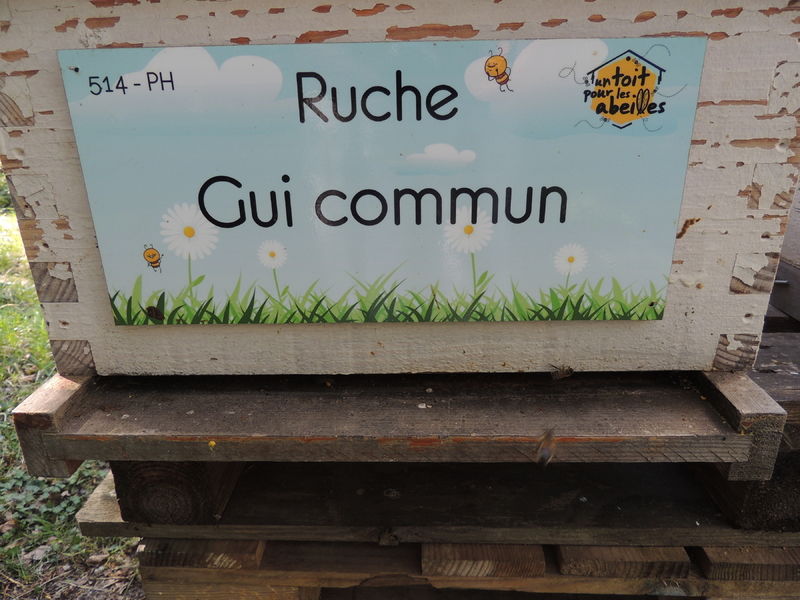 514 - PH
Ruche
un toit
pour les
abeilles
Gui commun